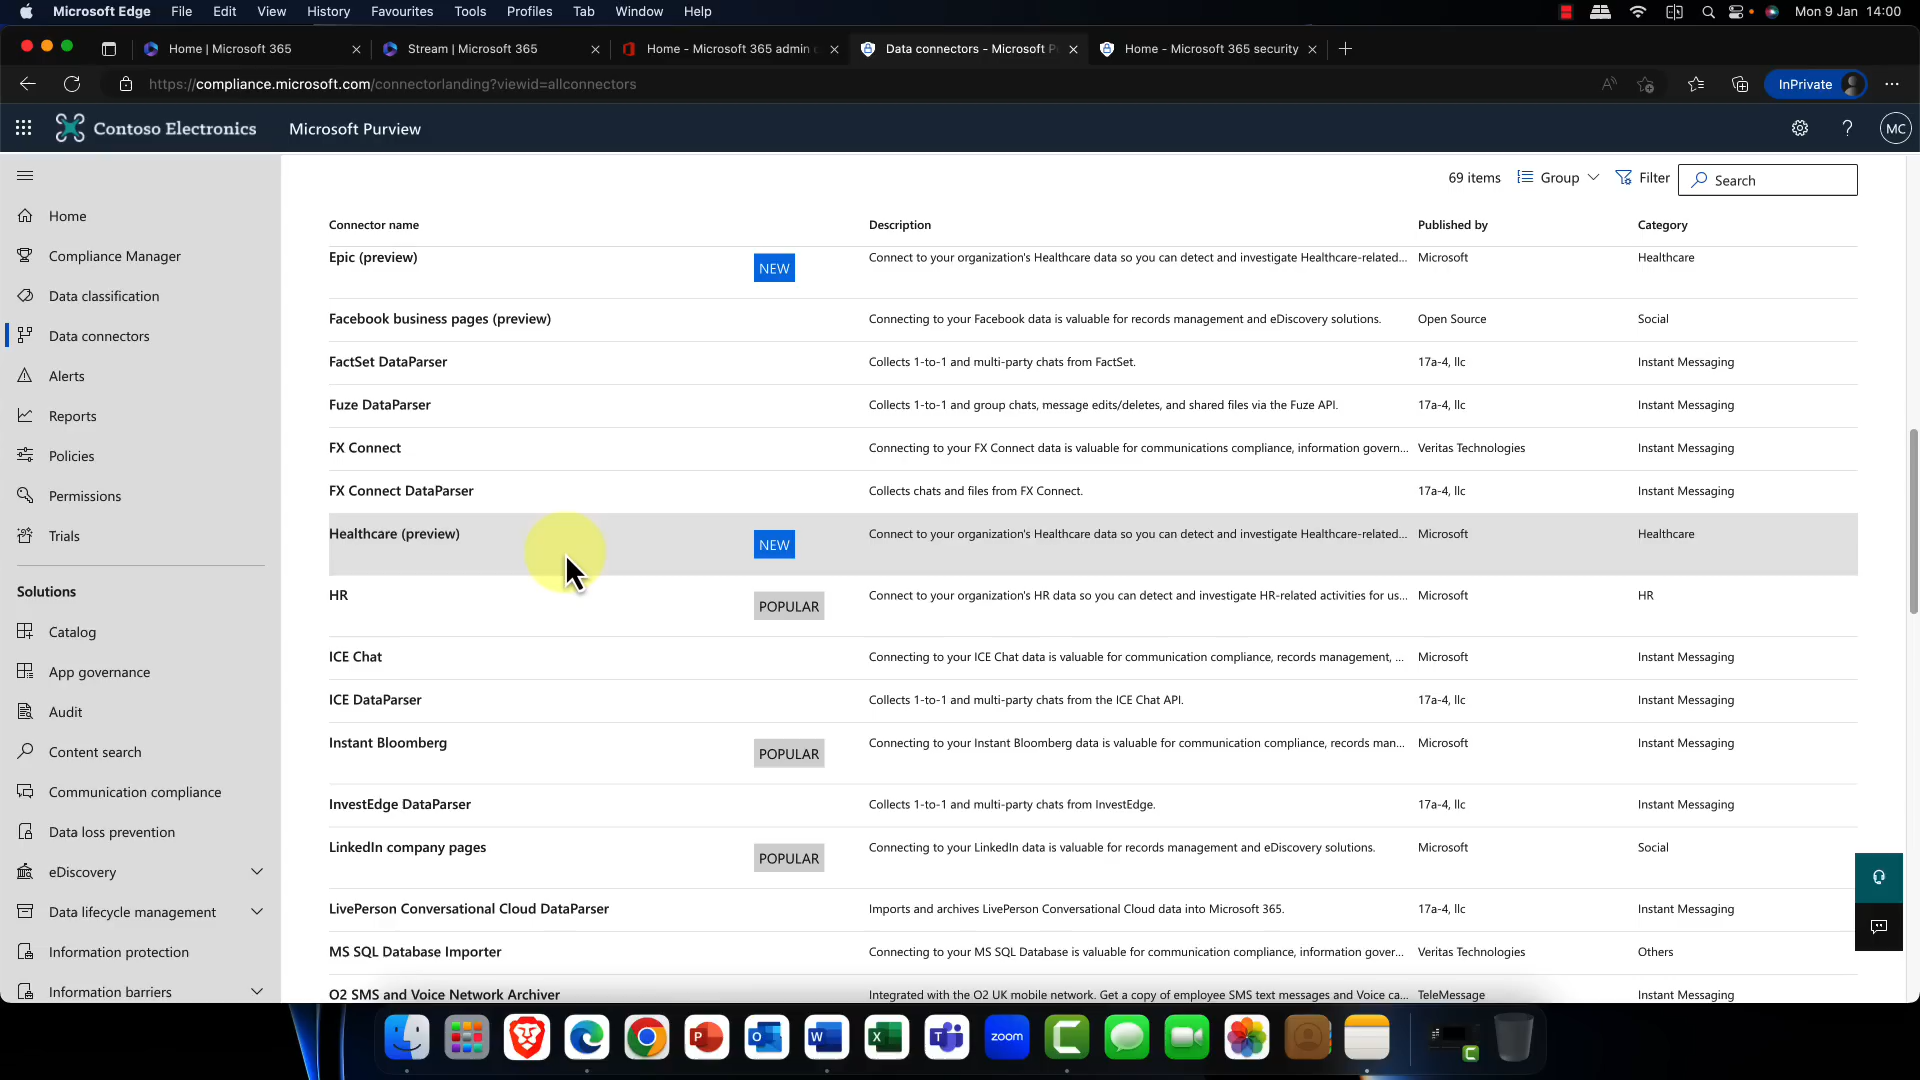 Microsoft Edge File Edit View History Favourites Tools Profiles Tab Window Help Mon 9 Jan 14:00
Home | Microsoft 365 Stream | Microsoft 365 Home - Microsoft 365 admin c Data connectors - Microsoft P Home - Microsoft 365 security
https://compliance.microsoft.com/connectorlanding?viewid=allconnectors InPrivate
Contoso Electronics Microsoft Purview MC
69 items Group Filter Search
Home
Compliance Manager
Data classification
Data connectors
Alerts
Reports
Policies
Permissions
Trials
Solutions
Catalog
App governance
Audit
Content search
Communication compliance
Data loss prevention
eDiscovery
Data lifecycle management
Information protection
Information barriers
Connector name Description Published by Category
Epic (preview) NEW Connect to your organization's Healthcare data so you can detect and investigate Healthcare-related... Microsoft Healthcare
Facebook business pages (preview) Connecting to your Facebook data is valuable for records management and eDiscovery solutions. Open Source Social
FactSet DataParser Collects 1-to-1 and multi-party chats from FactSet. 17a-4, llc Instant Messaging
Fuze DataParser Collects 1-to-1 and group chats, message edits/deletes, and shared files via the Fuze API. 17a-4, llc Instant Messaging
FX Connect Connecting to your FX Connect data is valuable for communications compliance, information govern... Veritas Technologies Instant Messaging
FX Connect DataParser Collects chats and files from FX Connect. 17a-4, llc Instant Messaging
Healthcare (preview) NEW Connect to your organization's Healthcare data so you can detect and investigate Healthcare-related... Microsoft Healthcare
HR POPULAR Connect to your organization's HR data so you can detect and investigate HR-related activities for us... Microsoft HR
ICE Chat Connecting to your ICE Chat data is valuable for communication compliance, records management, ... Microsoft Instant Messaging
ICE DataParser Collects 1-to-1 and multi-party chats from the ICE Chat API. 17a-4, llc Instant Messaging
Instant Bloomberg POPULAR Connecting to your Instant Bloomberg data is valuable for communication compliance, records man... Microsoft Instant Messaging
InvestEdge DataParser Collects 1-to-1 and multi-party chats from InvestEdge. 17a-4, llc Instant Messaging
LinkedIn company pages POPULAR Connecting to your LinkedIn data is valuable for records management and eDiscovery solutions. Microsoft Social
LivePerson Conversational Cloud DataParser Imports and archives LivePerson Conversational Cloud data into Microsoft 365. 17a-4, llc Instant Messaging
MS SQL Database Importer Connecting to your MS SQL Database is valuable for communication compliance, information gover... Veritas Technologies Others
O2 SMS and Voice Network Archiver Integrated with the O2 UK mobile network. Get a copy of employee SMS text messages and Voice ca... TeleMessage Instant Messaging
zoom